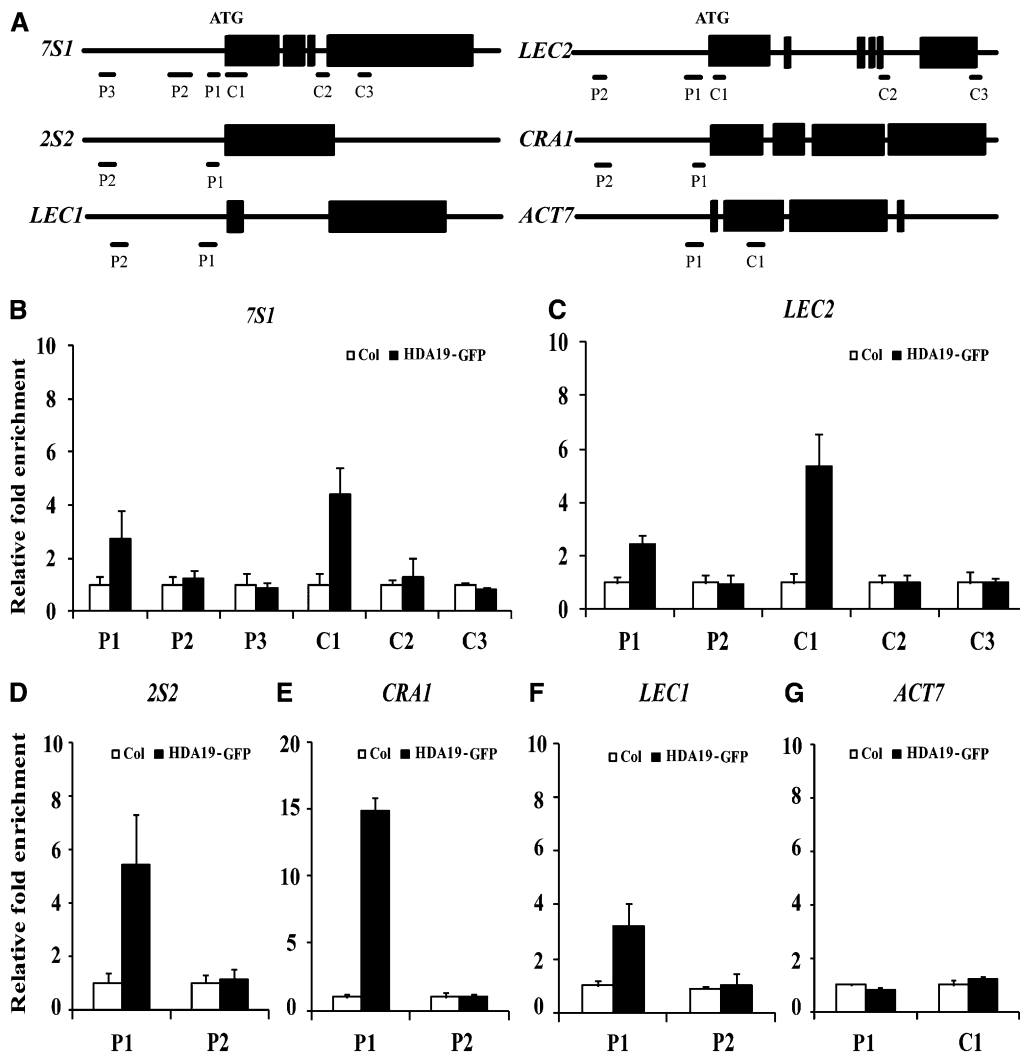 A
ATG
7S1
P3 P2 P1 C1 C2 C3
2S2
P2 P1
LEC1
P2 P1
ATG
LEC2
P2 P1 C1 C2 C3
CRA1
P2 P1
ACT7
P1 C1
B
7S1
Relative fold enrichment
10
8
6
4
2
0
Col HDA19-GFP
P1 P2 P3 C1 C2 C3
C
LEC2
10
8
6
4
2
0
Col HDA19-GFP
P1 P2 C1 C2 C3
D
2S2
Relative fold enrichment
10
8
6
4
2
0
Col HDA19-GFP
P1 P2
E
CRA1
20
15
10
5
0
Col HDA19-GFP
P1 P2
F
LEC1
10
8
6
4
2
0
Col HDA19-GFP
P1 P2
G
ACT7
10
8
6
4
2
0
Col HDA19-GFP
P1 C1